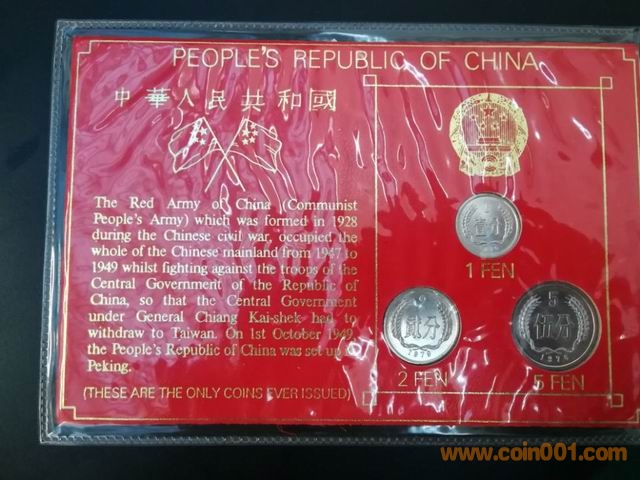 PEOPLE'S REPUBLIC OF CHINA
中華人民共和國
The Red Army of China (Communist
People's Army) which was formed in 1928
during the Chinese civil war, occupied the
whole of the Chinese mainland from 1947 to
1949 whilst fighting against the troops of the
Central Government of the Republic of
China, so that the Central Government
under General Chiang Kai-shek had to
withdraw to Taiwan. On 1st October 1949
the People's Republic of China was set up
Peking.
(THESE ARE THE ONLY COINS EVER ISSUED)
壹分
1 FEN
2
貳分
1979
2 FEN
5
伍分
5 FEN
www.coin001.com